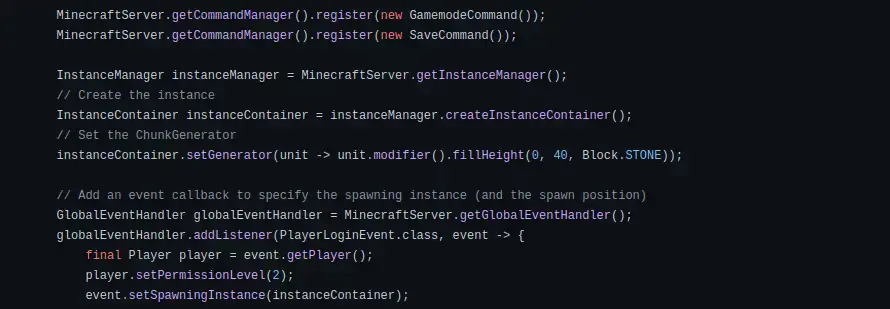 MinecraftServer.getCommandManager().register(new GamemodeCommand());
MinecraftServer.getCommandManager().register(new SaveCommand());
InstanceManager instanceManager = MinecraftServer.getInstanceManager();
// Create the instance
InstanceContainer instanceContainer = instanceManager.createInstanceContainer();
// Set the ChunkGenerator
instanceContainer.setGenerator(unit -> unit.modifier().fillHeight(0, 40, Block.STONE));
// Add an event callback to specify the spawning instance (and the spawn position)
GlobalEventHandler globalEventHandler = MinecraftServer.getGlobalEventHandler();
globalEventHandler.addListener(PlayerLoginEvent.class, event -> {
final Player player = event.getPlayer();
player.setPermissionLevel(2);
event.setSpawningInstance(instanceContainer);